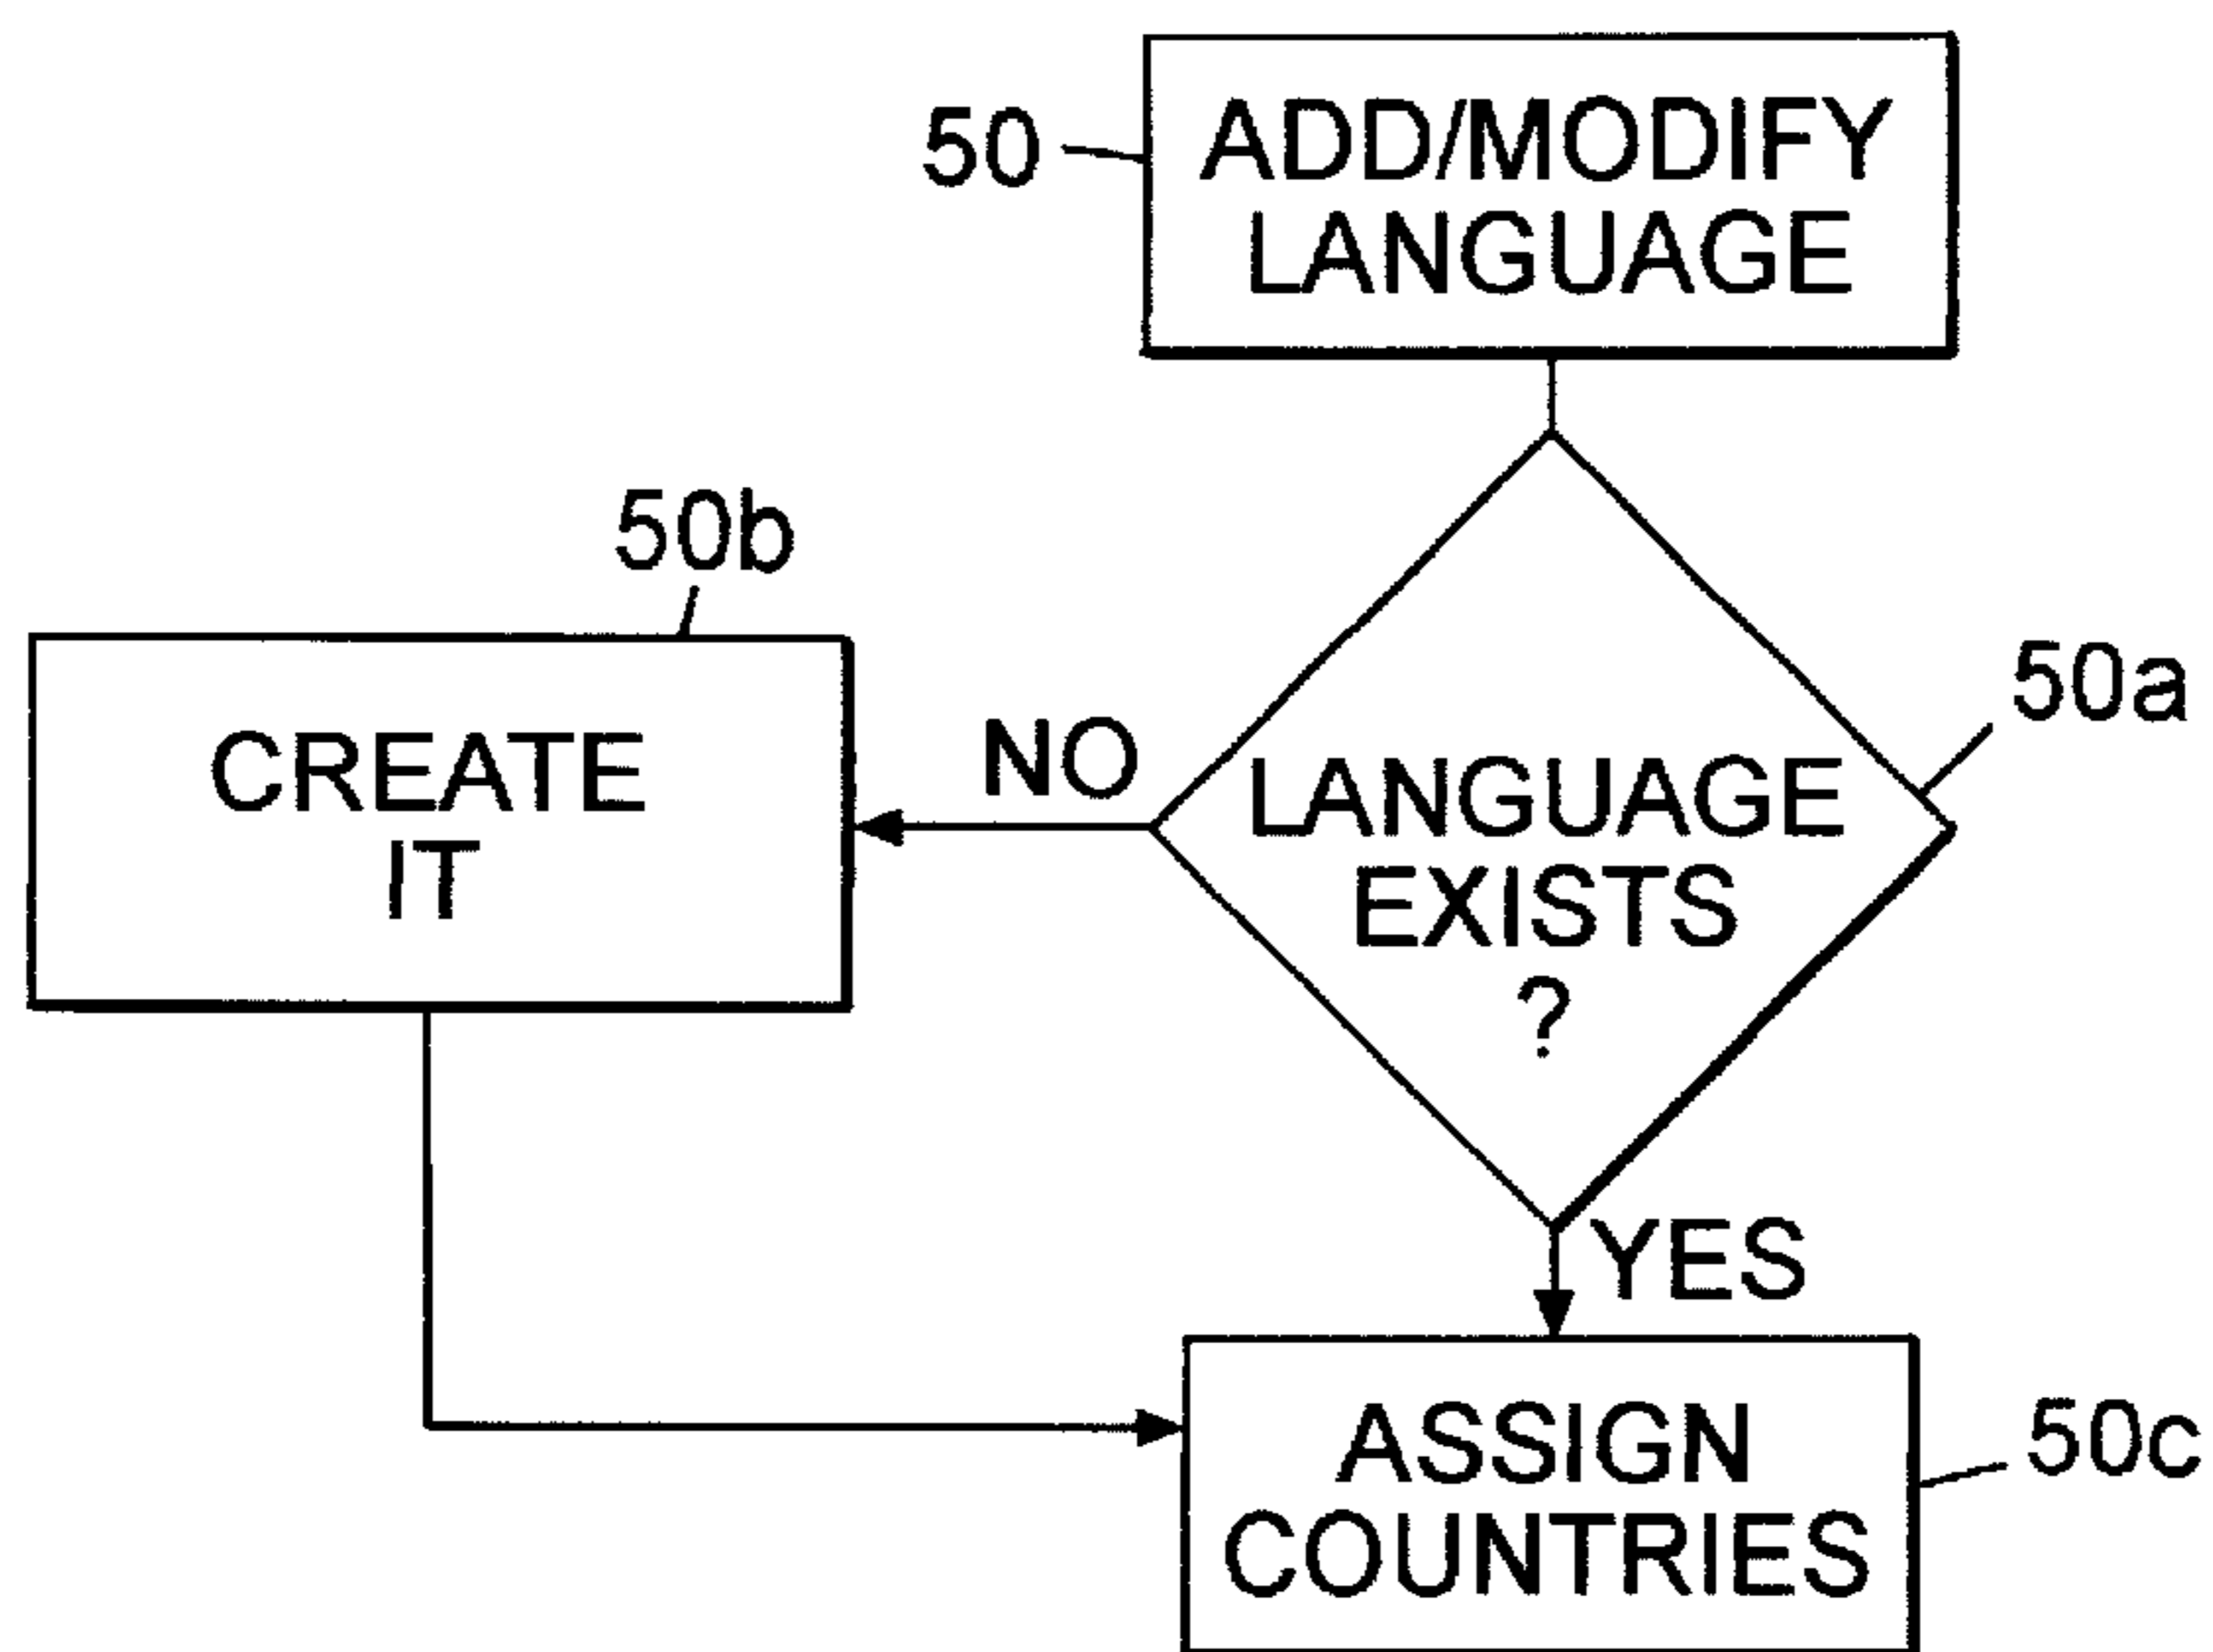 50
ADD/MODIFY
LANGUAGE
50b
50a
CREATE
IT
NO
LANGUAGE
EXISTS
?
YES
ASSIGN
COUNTRIES
50c